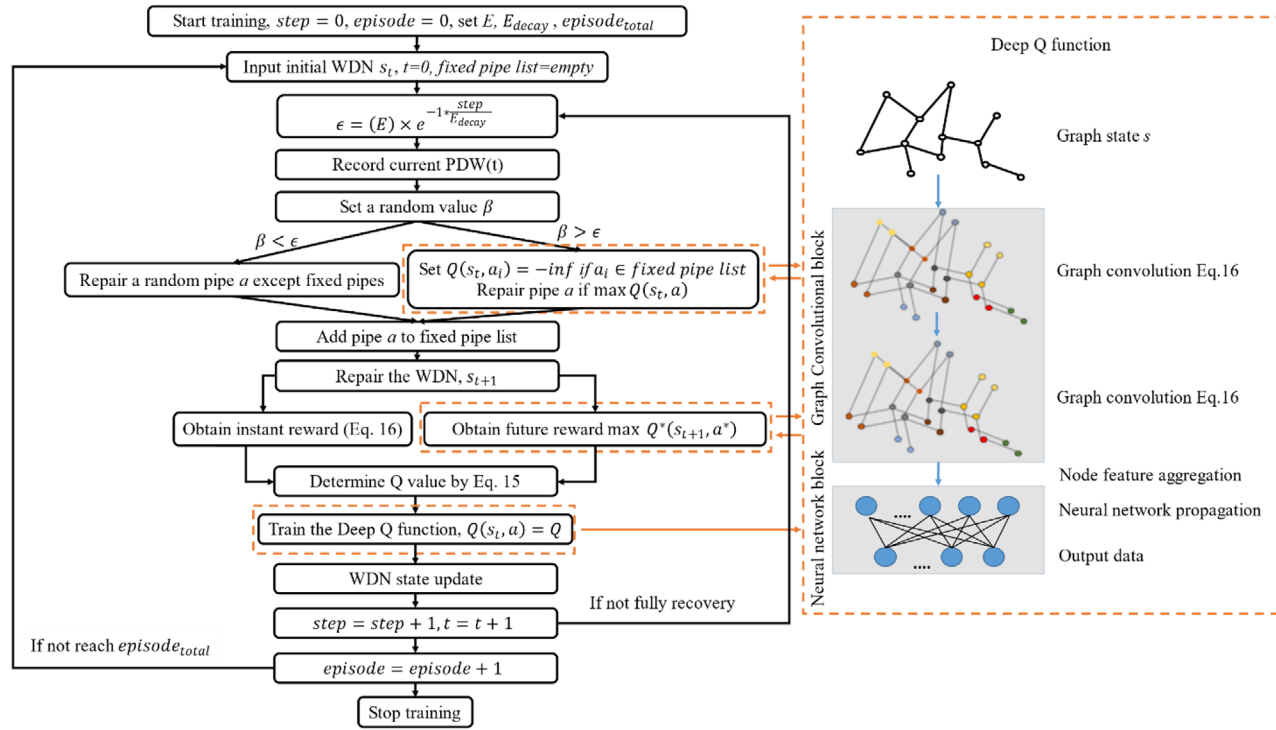 Start training, step = 0, episode = 0, set E, E_decay , episode_total
Input initial WDN s_t, t=0, fixed pipe list=empty
ϵ = (E) × e^{−1*\frac{step}{E_decay}}
Record current PDW(t)
Set a random value β
β < ϵ
β > ϵ
Repair a random pipe a except fixed pipes
Set Q(s_t, a_i) = −inf if a_i ∈ fixed pipe list
Repair pipe a if max Q(s_t, a)
Add pipe a to fixed pipe list
Repair the WDN, s_{t+1}
Obtain instant reward (Eq. 16)
Obtain future reward max Q*(s_{t+1}, a*)
Determine Q value by Eq. 15
Train the Deep Q function, Q(s_t, a) = Q
WDN state update
If not fully recovery
step = step + 1, t = t + 1
If not reach episode_total
episode = episode + 1
Stop training
Deep Q function
Graph state s
Graph Convolutional block
Graph convolution Eq.16
Graph convolution Eq.16
Neural network block
Node feature aggregation
....
Neural network propagation
Output data
....